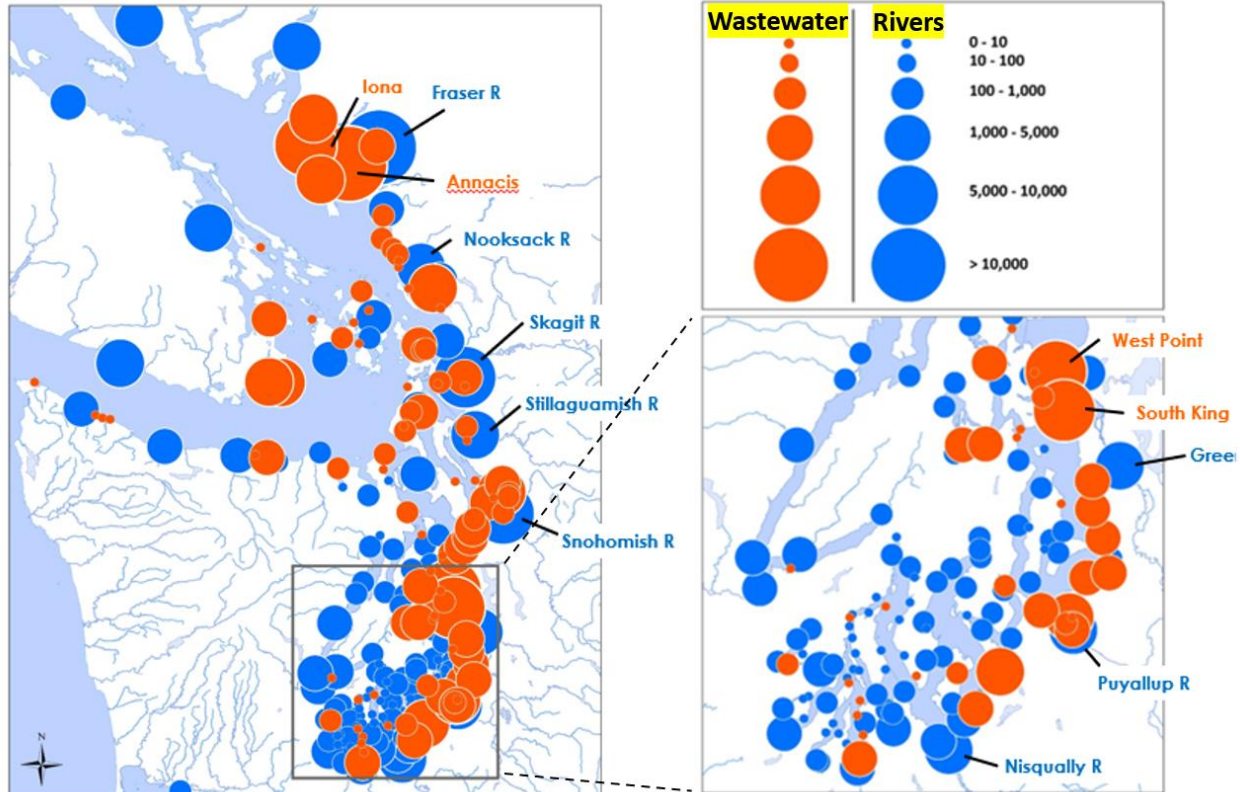 Wastewater Rivers
0 - 10
10 - 100
100 - 1,000
1,000 - 5,000
5,000 - 10,000
> 10,000
Iona
Fraser R
Annacis
Nooksack R
Skagit R
Stillaguamish R
Snohomish R
N
West Point
South King
Gree
Puyallup R
Nisqually R